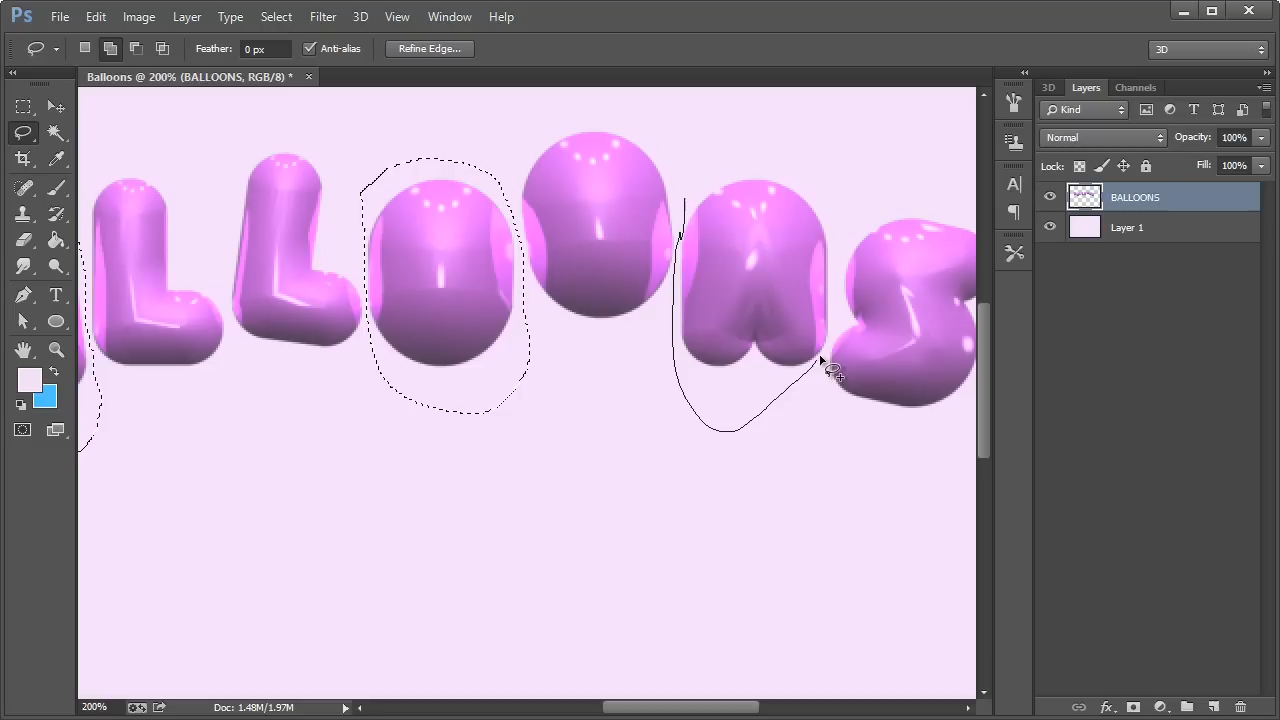 Ps File Edit Image Layer Type Select Filter 3D View Window Help
Feather: 0 px Anti-alias Refine Edge... 3D
Balloons @ 200% (BALLOONS, RGB/8) * ×
3D Layers Channels
Kind
Normal Opacity: 100%
Lock: Fill: 100%
BALLOONS
Layer 1
LLOONS
200% Doc: 1.48M/1.97M